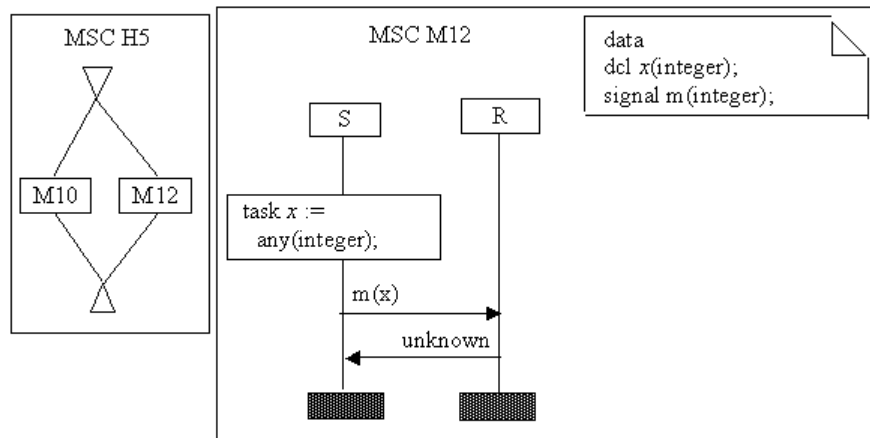 MSC H5
M10
M12
MSC M12
data
dcl x(integer);
signal m(integer);
S
R
task x :=
any(integer);
m(x)
unknown